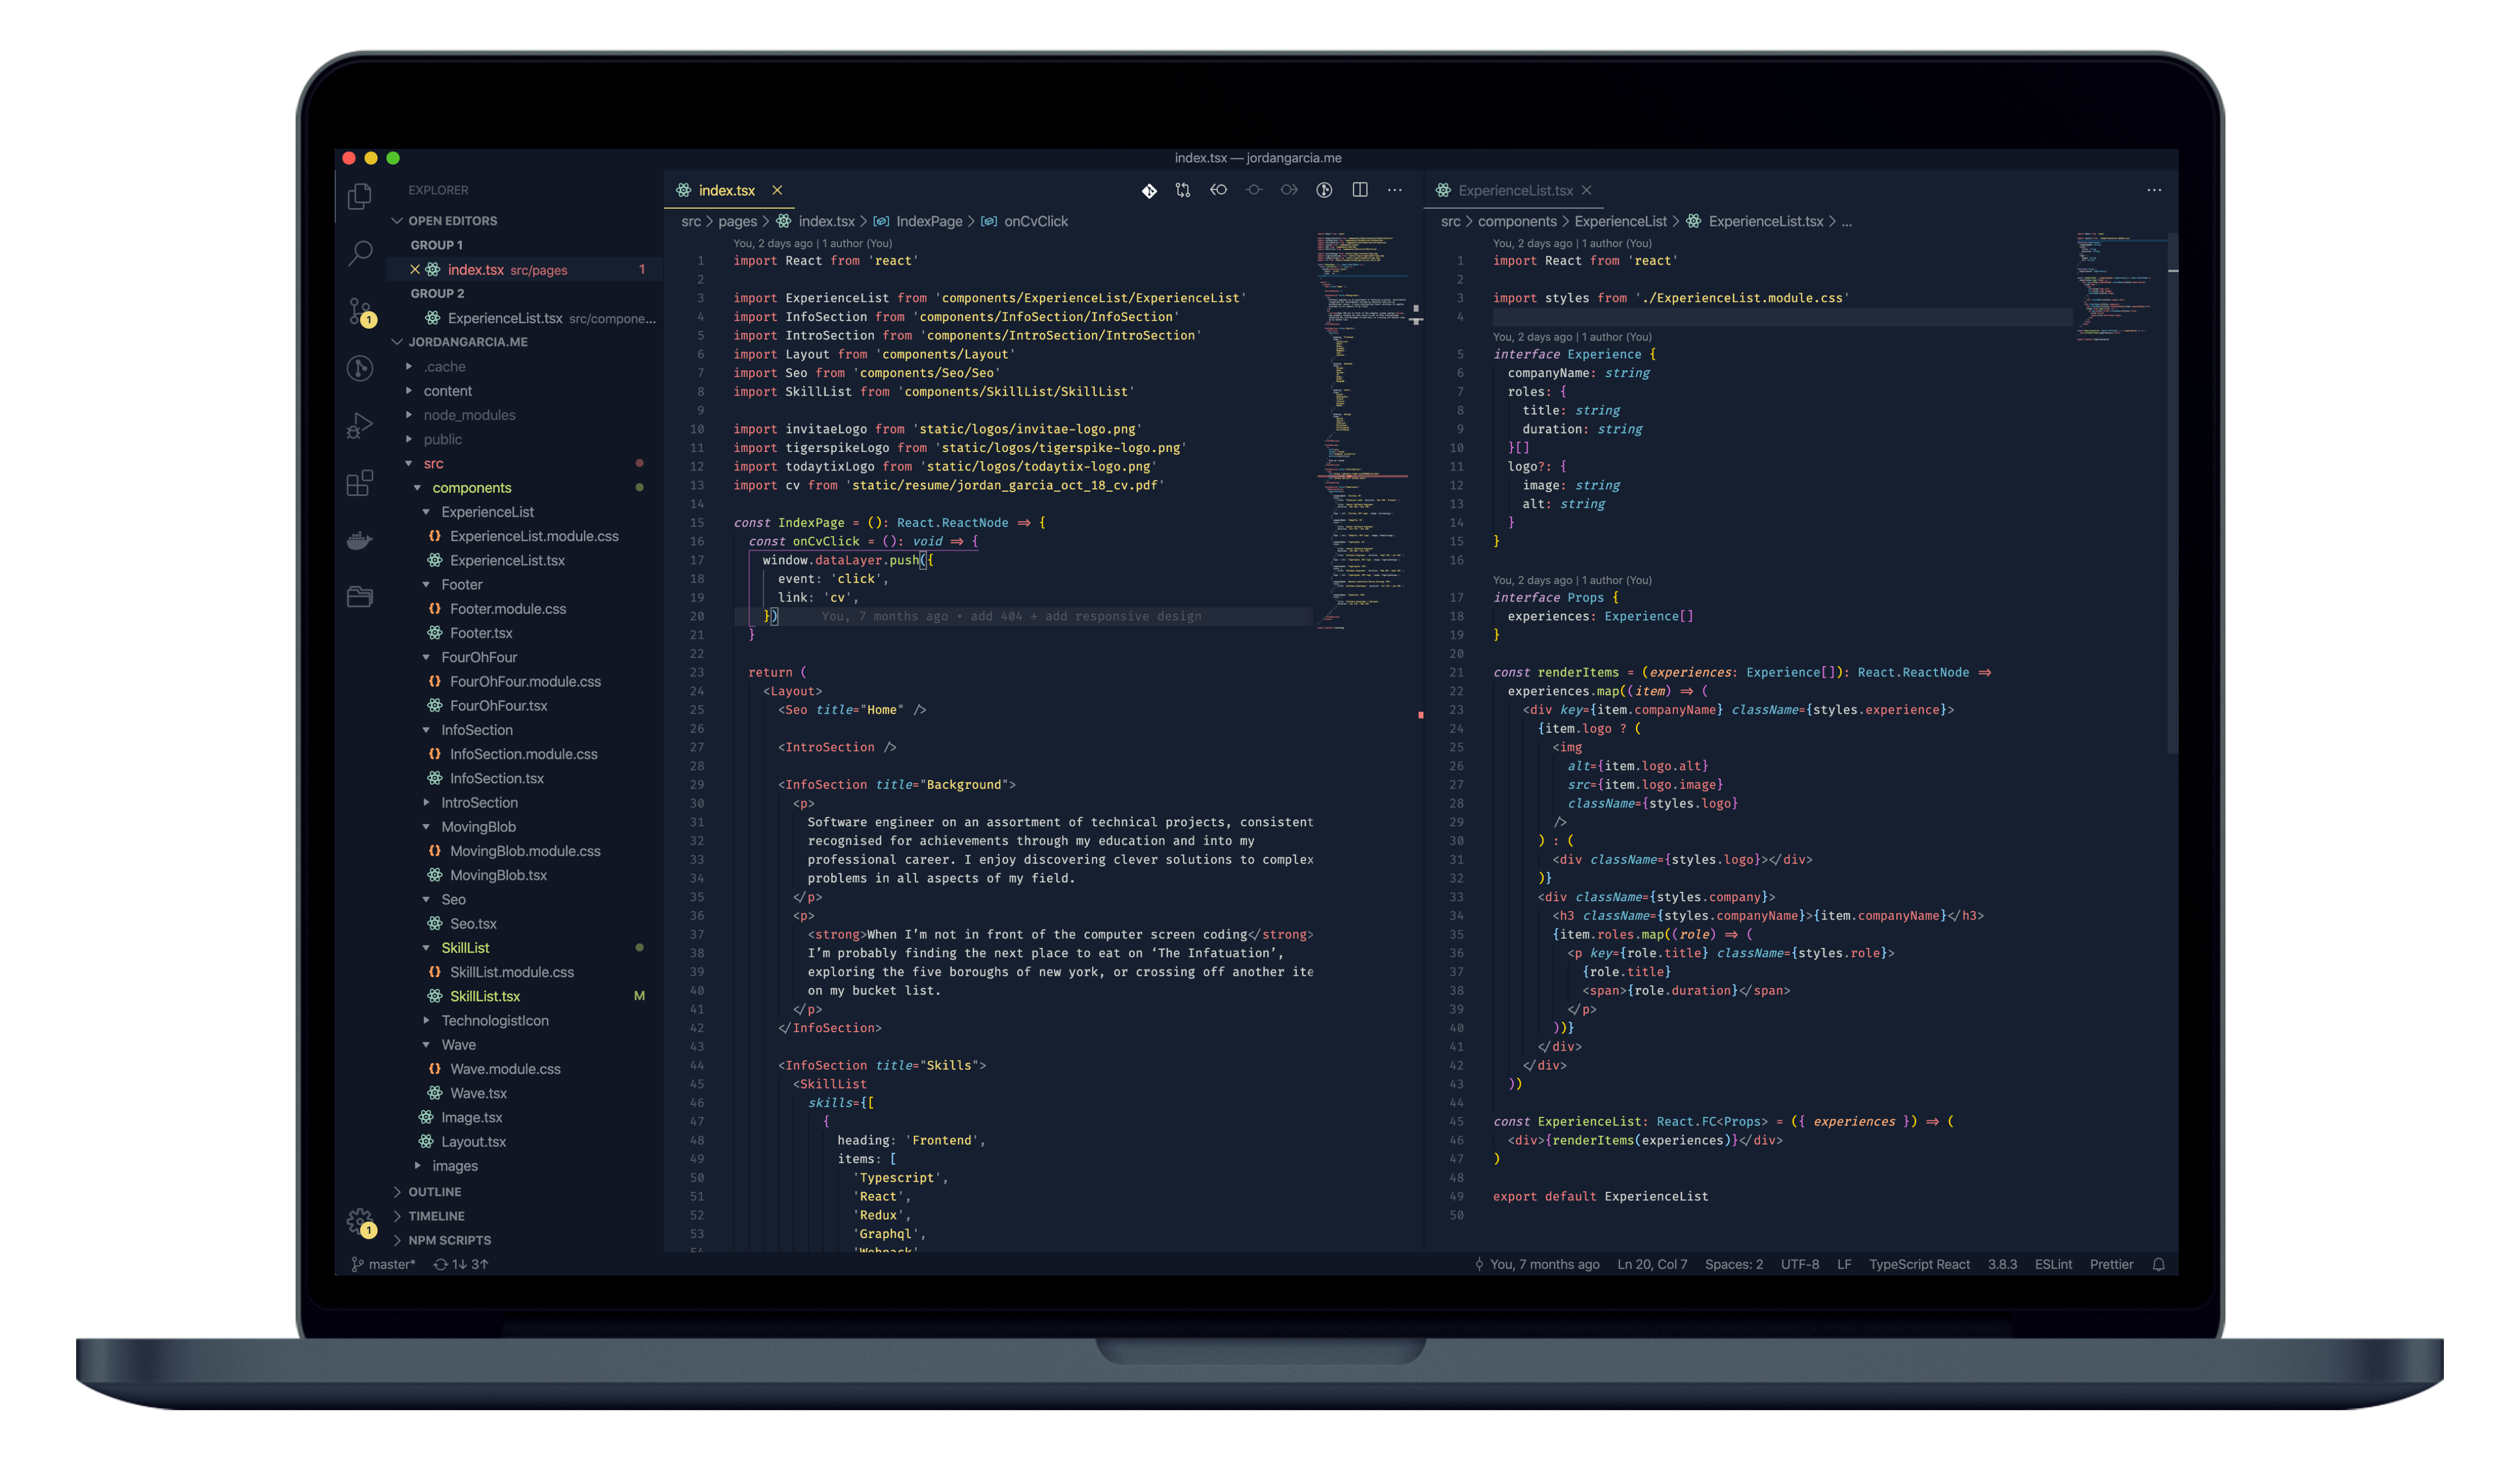 index.tsx — jordangarcia.me
EXPLORER
OPEN EDITORS
GROUP 1
index.tsx src/pages 1
GROUP 2
ExperienceList.tsx src/compone...
JORDANGARCIA.ME
.cache
content
node_modules
public
src
components
ExperienceList
ExperienceList.module.css
ExperienceList.tsx
Footer
Footer.module.css
Footer.tsx
FourOhFour
FourOhFour.module.css
FourOhFour.tsx
InfoSection
InfoSection.module.css
InfoSection.tsx
IntroSection
MovingBlob
MovingBlob.module.css
MovingBlob.tsx
Seo
Seo.tsx
SkillList
SkillList.module.css
SkillList.tsx M
TechnologistIcon
Wave
Wave.module.css
Wave.tsx
Image.tsx
Layout.tsx
images
OUTLINE
TIMELINE
NPM SCRIPTS
1
1
index.tsx
src > pages > index.tsx > IndexPage > onCvClick
You, 2 days ago | 1 author (You)
1 import React from 'react'
2
3 import ExperienceList from 'components/ExperienceList/ExperienceList'
4 import InfoSection from 'components/InfoSection/InfoSection'
5 import IntroSection from 'components/IntroSection/IntroSection'
6 import Layout from 'components/Layout'
7 import Seo from 'components/Seo/Seo'
8 import SkillList from 'components/SkillList/SkillList'
9
10 import invitaeLogo from 'static/logos/invitae-logo.png'
11 import tigerspikeLogo from 'static/logos/tigerspike-logo.png'
12 import todaytixLogo from 'static/logos/todaytix-logo.png'
13 import cv from 'static/resume/jordan_garcia_oct_18_cv.pdf'
14
15 const IndexPage = (): React.ReactNode ⇒ {
16 const onCvClick = (): void ⇒ {
17 window.dataLayer.push({
18 event: 'click',
19 link: 'cv',
20 }) You, 7 months ago • add 404 + add responsive design
21 }
22
23 return (
24 <Layout>
25 <Seo title="Home" />
26
27 <IntroSection />
28
29 <InfoSection title="Background">
30 <p>
31 Software engineer on an assortment of technical projects, consistent
32 recognised for achievements through my education and into my
33 professional career. I enjoy discovering clever solutions to complex
34 problems in all aspects of my field.
35 </p>
36 <p>
37 <strong>When I’m not in front of the computer screen coding</strong>
38 I’m probably finding the next place to eat on ‘The Infatuation’,
39 exploring the five boroughs of new york, or crossing off another ite
40 on my bucket list.
41 </p>
42 </InfoSection>
43
44 <InfoSection title="Skills">
45 <SkillList
46 skills={[
47 {
48 heading: 'Frontend',
49 items: [
50 'Typescript',
51 'React',
52 'Redux',
53 'Graphql',
ExperienceList.tsx
src > components > ExperienceList > ExperienceList.tsx > ...
You, 2 days ago | 1 author (You)
1 import React from 'react'
2
3 import styles from './ExperienceList.module.css'
4
You, 2 days ago | 1 author (You)
5 interface Experience {
6 companyName: string
7 roles: {
8 title: string
9 duration: string
10 }[]
11 logo?: {
12 image: string
13 alt: string
14 }
15 }
16
You, 2 days ago | 1 author (You)
17 interface Props {
18 experiences: Experience[]
19 }
20
21 const renderItems = (experiences: Experience[]): React.ReactNode ⇒
22 experiences.map((item) ⇒ (
23 <div key={item.companyName} className={styles.experience}>
24 {item.logo ? (
25 <img
26 alt={item.logo.alt}
27 src={item.logo.image}
28 className={styles.logo}
29 />
30 ) : (
31 <div className={styles.logo}></div>
32 )}
33 <div className={styles.company}>
34 <h3 className={styles.companyName}>{item.companyName}</h3>
35 {item.roles.map((role) ⇒ (
36 <p key={role.title} className={styles.role}>
37 {role.title}
38 <span>{role.duration}</span>
39 </p>
40 ))}
41 </div>
42 </div>
43 ))
44
45 const ExperienceList: React.FC<Props> = ({ experiences }) ⇒ (
46 <div>{renderItems(experiences)}</div>
47 )
48
49 export default ExperienceList
50
master* 1↓ 3↑
You, 7 months ago Ln 20, Col 7 Spaces: 2 UTF-8 LF TypeScript React 3.8.3 ESLint Prettier